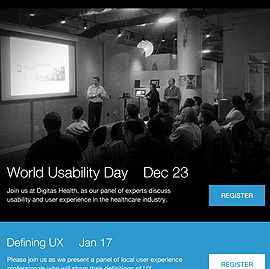 World Usability Day Dec 23
Join us at Digitas Health, as our panel of experts discuss
usability and user experience in the healthcare industry.
REGISTER
Defining UX Jan 17
Please join us as we present a panel of local user experience
professionals who will share their definitions of UX
REGISTER